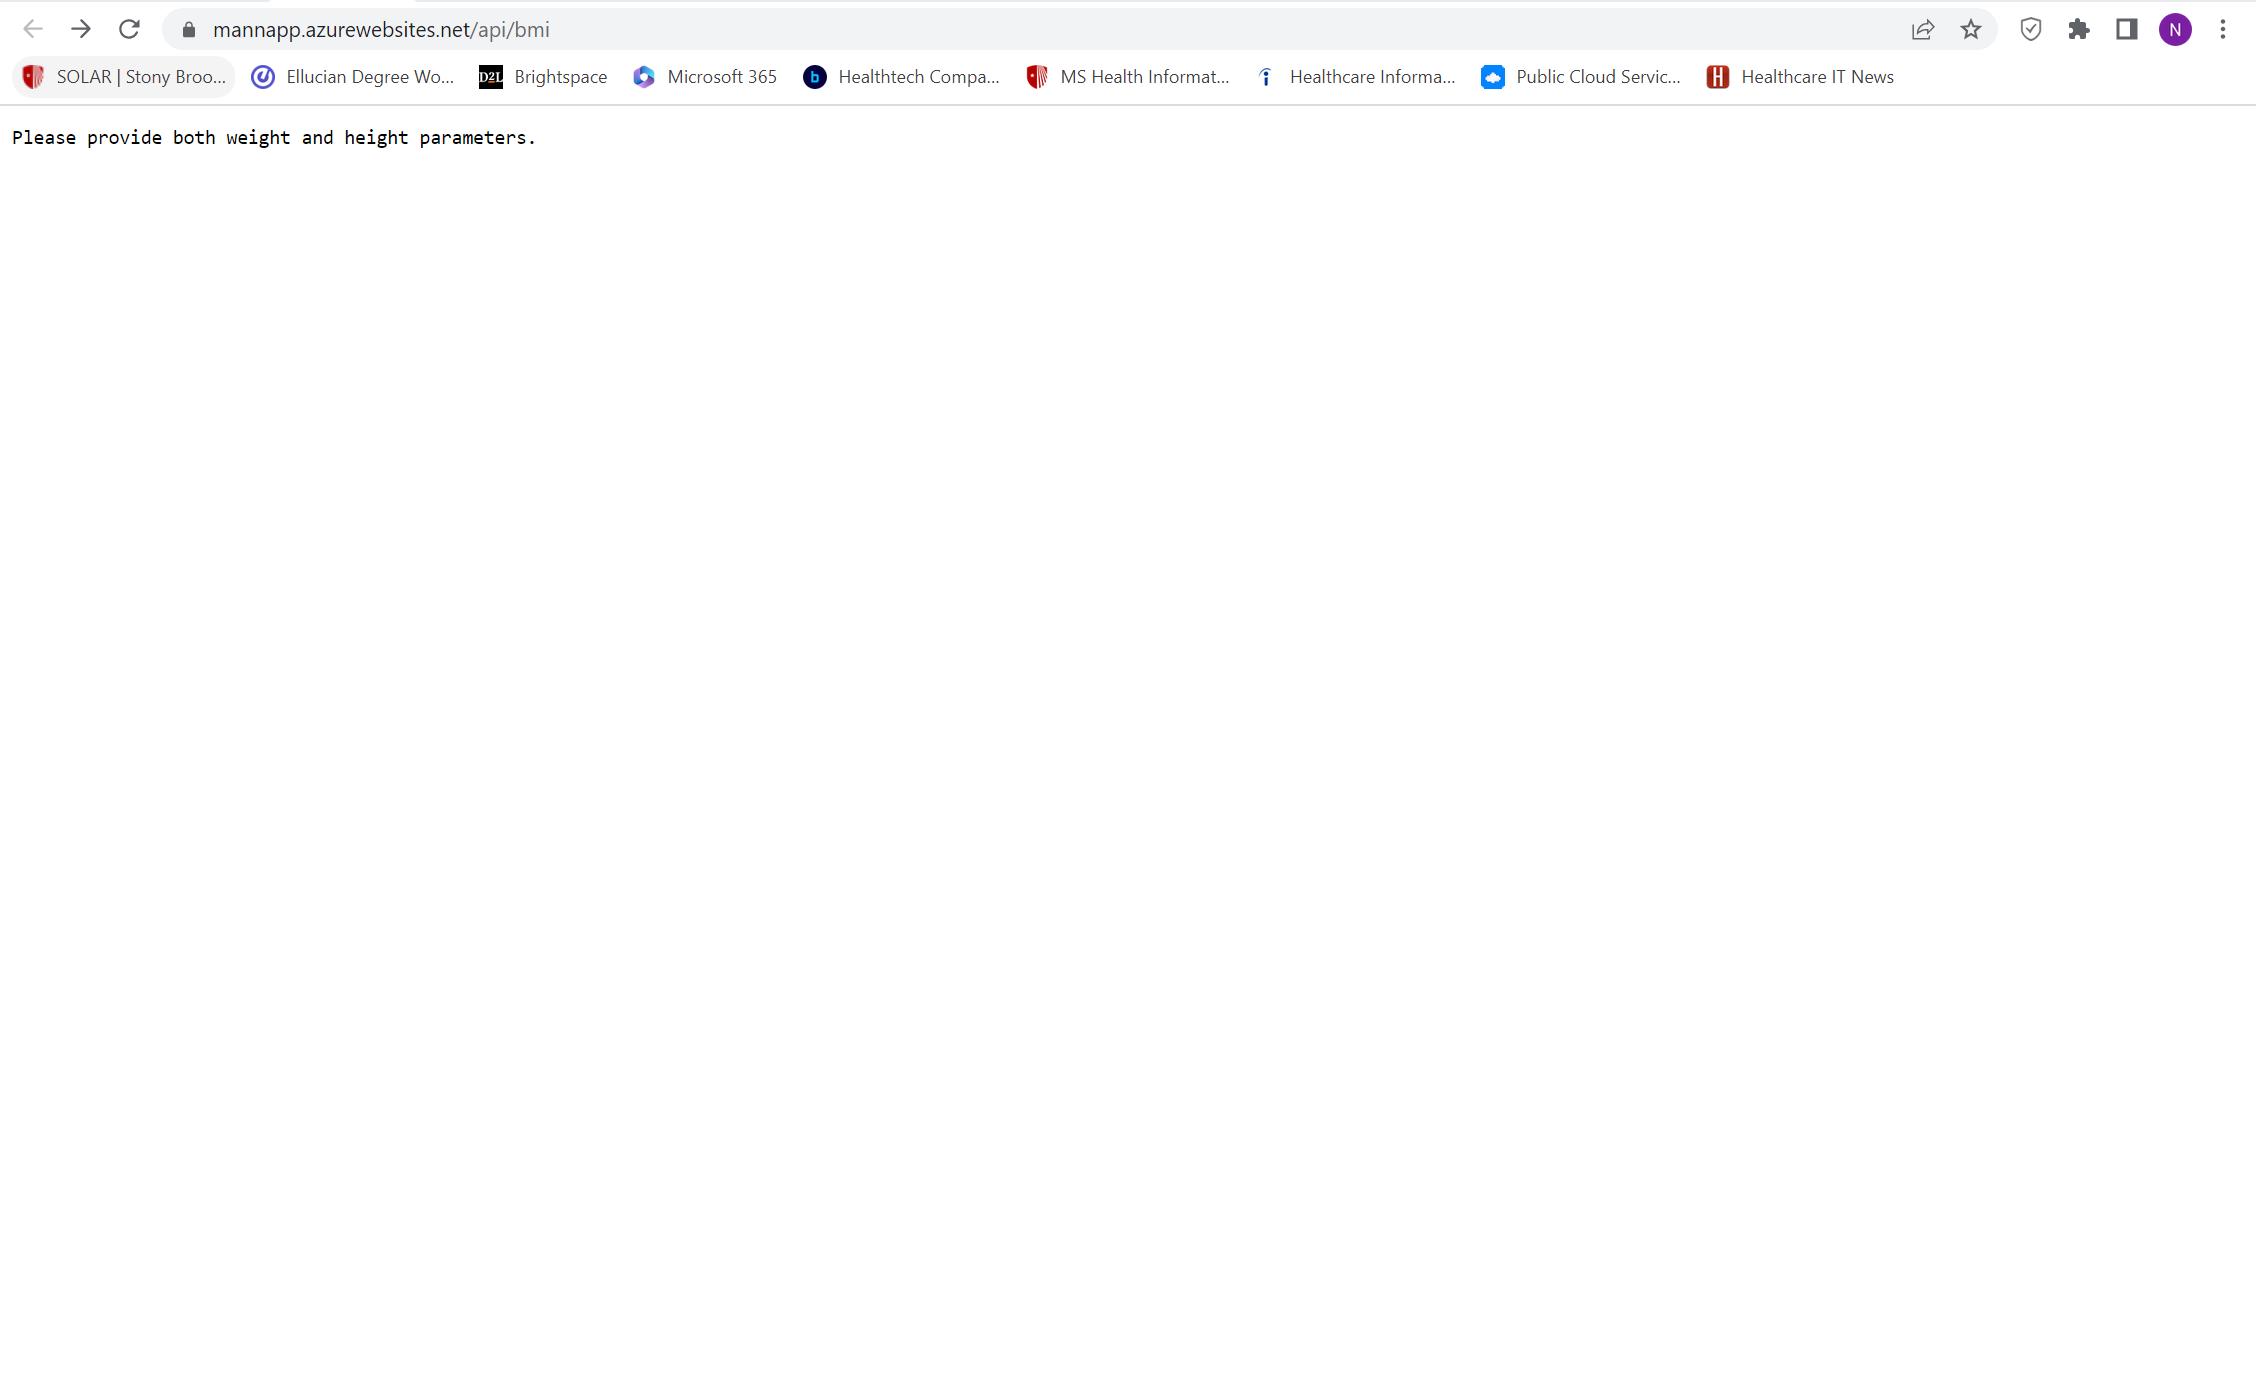 mannapp.azurewebsites.net/api/bmi
N
SOLAR | Stony Broo... Ellucian Degree Wo... D2L Brightspace Microsoft 365 b Healthtech Compa... MS Health Informat... i Healthcare Informa... Public Cloud Servic... H Healthcare IT News
Please provide both weight and height parameters.